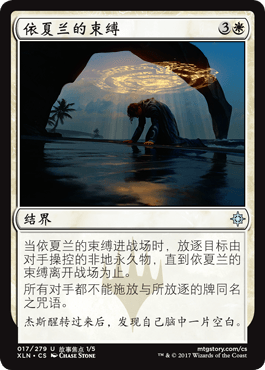 依夏兰的束缚 3
结界
当依夏兰的束缚进战场时，放逐目标由
对手操控的非地永久物，直到依夏兰的
束缚离开战场为止。
所有对手都不能施放与所放逐的牌同名
之咒语。
杰斯醒转过来后，发现自己脑中一片空白。
017/279 U 故事焦点 1/5
XLN • CS CHASE STONE
mtgstory.com/cs
™ & © 2017 Wizards of the Coast